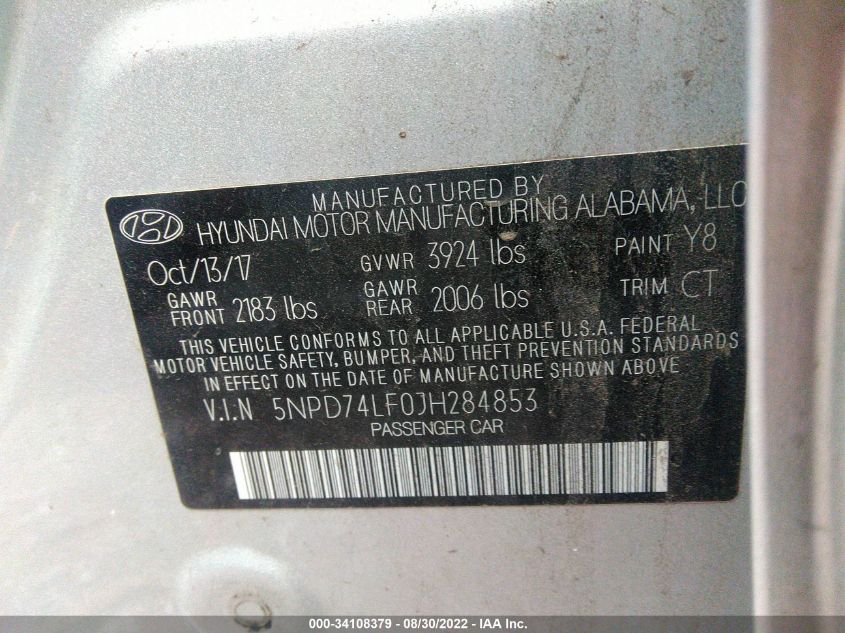 MANUFACTURED BY
HYUNDAI MOTOR MANUFACTURING ALABAMA, LLC
Oct/13/17 GVWR 3924 lbs PAINT Y8
GAWR FRONT 2183 lbs GAWR REAR 2006 lbs TRIM CT
THIS VEHICLE CONFORMS TO ALL APPLICABLE U.S.A. FEDERAL
MOTOR VEHICLE SAFETY, BUMPER, AND THEFT PREVENTION STANDARDS
IN EFFECT ON THE DATE OF MANUFACTURE SHOWN ABOVE
V.I.N 5NPD74LF0JH284853
PASSENGER CAR
000-34108379 - 08/30/2022 - IAA Inc.